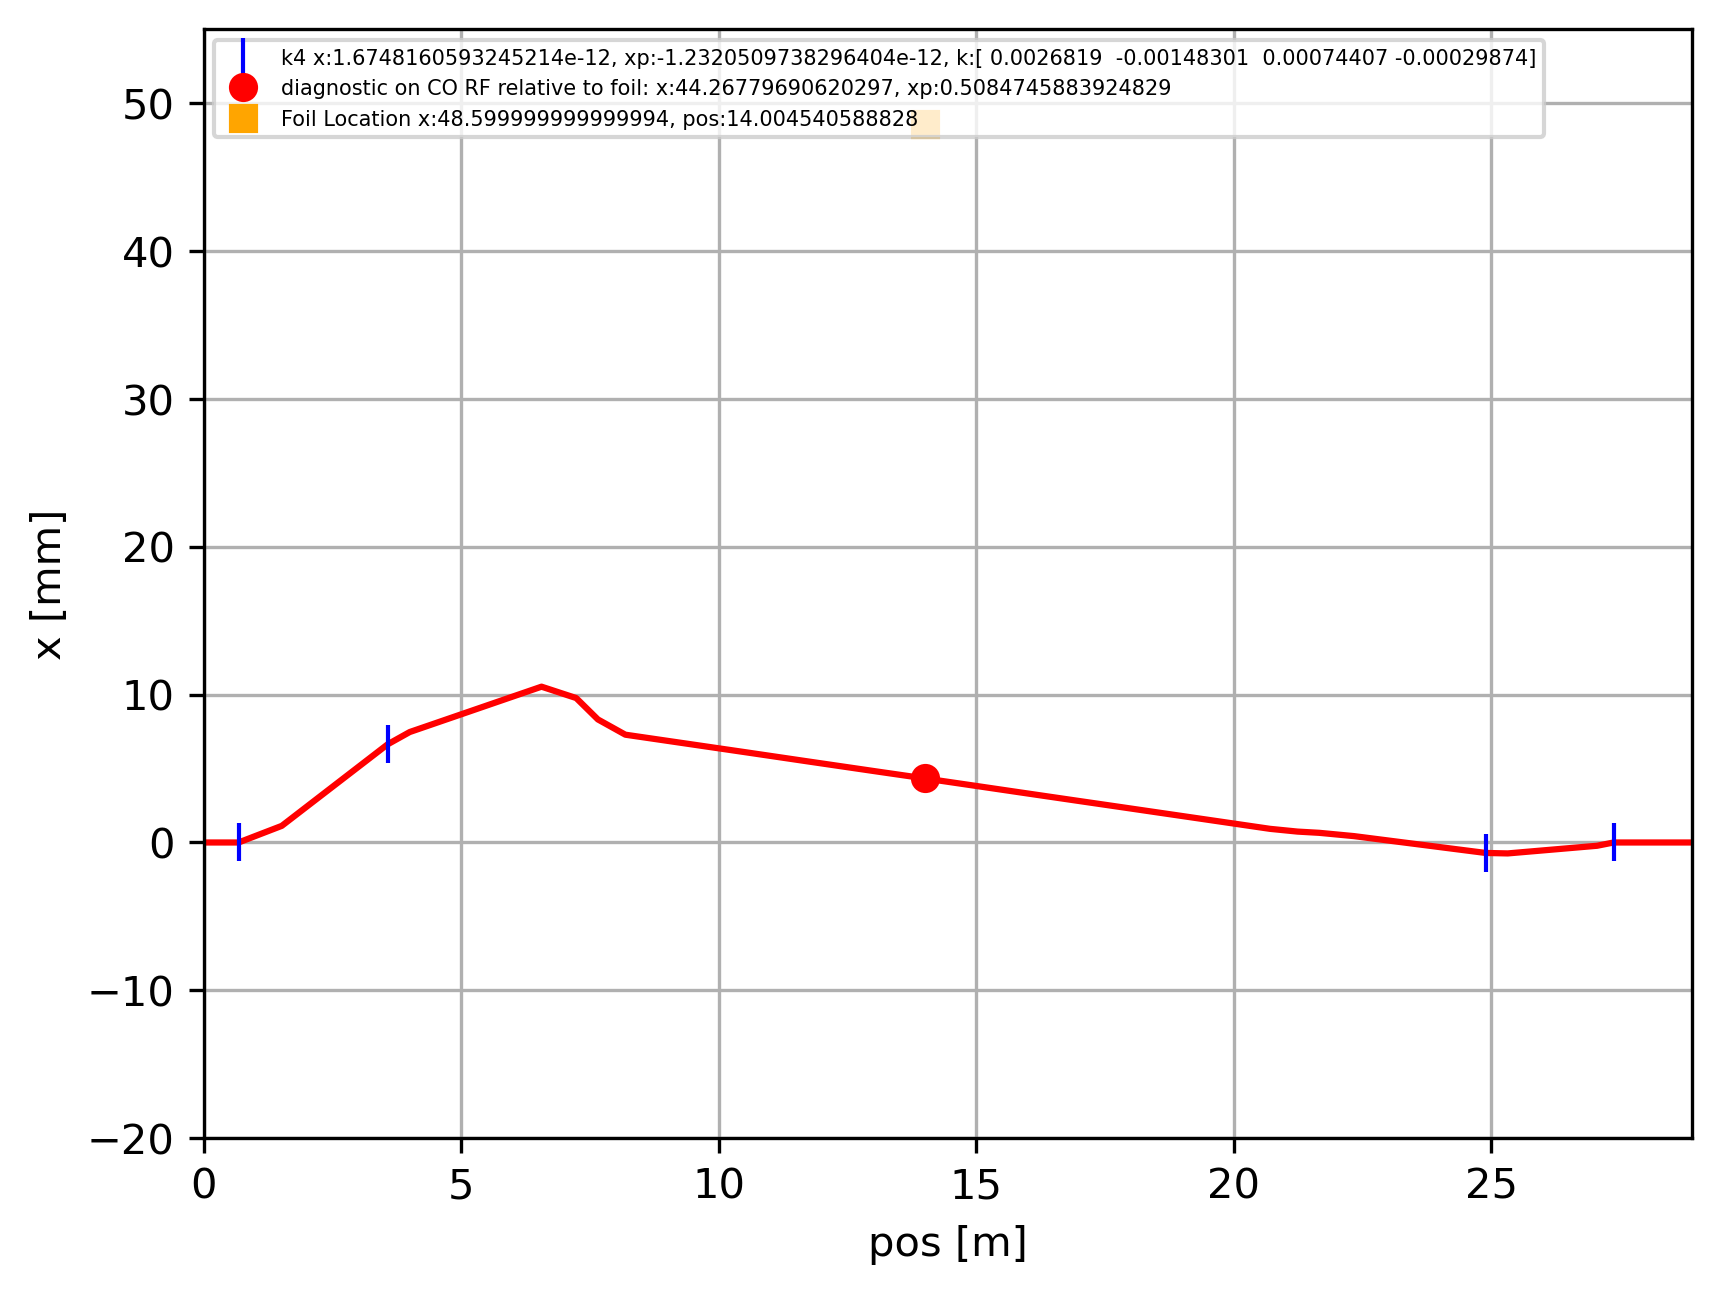 k4 x:1.6748160593245214e-12, xp:-1.2320509738296404e-12, k:[ 0.0026819  -0.00148301  0.00074407 -0.00029874]
diagnostic on CO RF relative to foil: x:44.26779690620297, xp:0.5084745883924829
Foil Location x:48.599999999999994, pos:14.004540588828
50
40
30
20
10
0
−10
−20
x [mm]
0 5 10 15 20 25
pos [m]